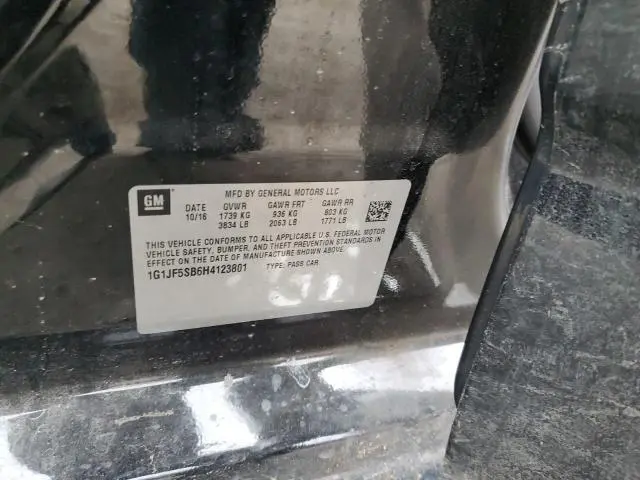 GM
MFD BY GENERAL MOTORS LLC
DATE GVWR GAWR FRT GAWR RR
10/16 1739 KG 936 KG 803 KG
3834 LB 2063 LB 1771 LB
THIS VEHICLE CONFORMS TO ALL APPLICABLE U.S. FEDERAL MOTOR
VEHICLE SAFETY, BUMPER, AND THEFT PREVENTION STANDARDS IN
EFFECT ON THE DATE OF MANUFACTURE SHOWN ABOVE.
1G1JF5SB6H4123801 TYPE: PASS CAR